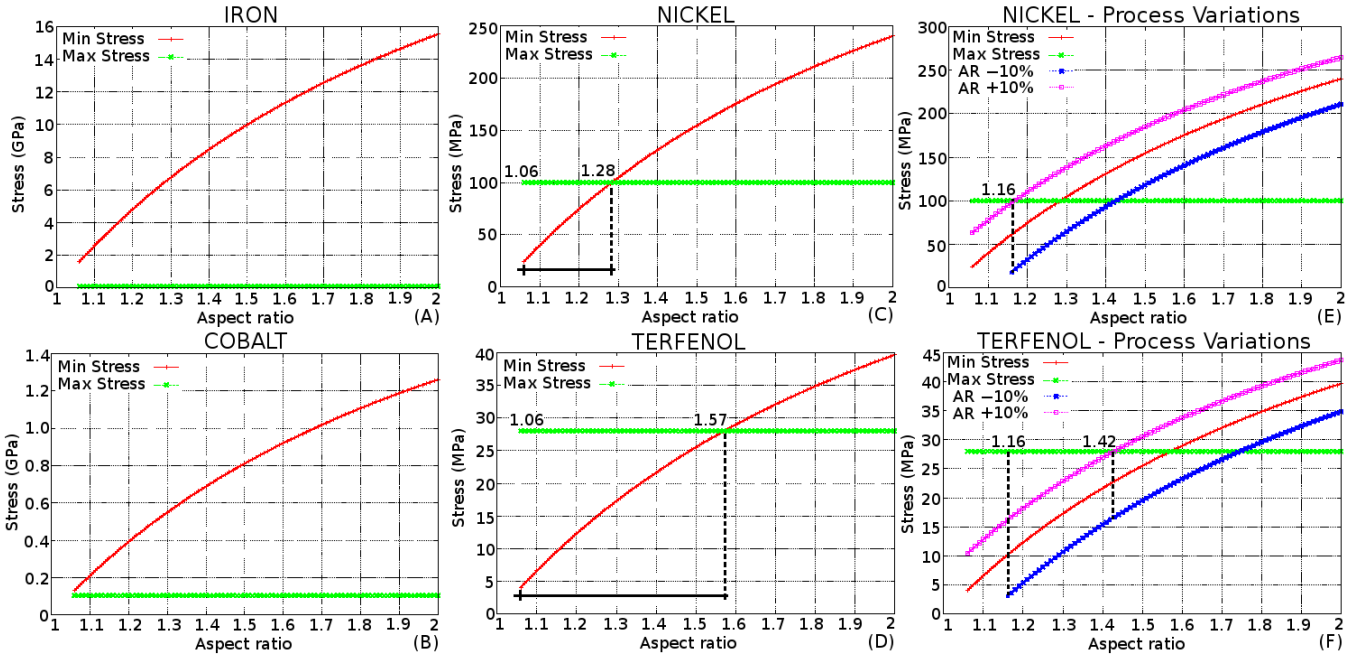 IRON
Min Stress
Max Stress
16
14
12
10
8
6
4
2
0
Stress (GPa)
1 1.1 1.2 1.3 1.4 1.5 1.6 1.7 1.8 1.9 2
Aspect ratio
(A)
NICKEL
Min Stress
Max Stress
250
200
150
100
50
0
Stress (MPa)
1.06 1.28
1 1.1 1.2 1.3 1.4 1.5 1.6 1.7 1.8 1.9 2
Aspect ratio
(C)
NICKEL - Process Variations
Min Stress
Max Stress
AR −10%
AR +10%
300
250
200
150
100
50
0
Stress (MPa)
1.16
1 1.1 1.2 1.3 1.4 1.5 1.6 1.7 1.8 1.9 2
Aspect ratio
(E)
COBALT
Min Stress
Max Stress
1.4
1.2
1.0
0.8
0.6
0.4
0.2
0
Stress (GPa)
1 1.1 1.2 1.3 1.4 1.5 1.6 1.7 1.8 1.9 2
Aspect ratio
(B)
TERFENOL
Min Stress
Max Stress
40
35
30
25
20
15
10
5
0
Stress (MPa)
1.06 1.57
1 1.1 1.2 1.3 1.4 1.5 1.6 1.7 1.8 1.9 2
Aspect ratio
(D)
TERFENOL - Process Variations
Min Stress
Max Stress
AR −10%
AR +10%
45
40
35
30
25
20
15
10
5
0
Stress (MPa)
1.16 1.42
1 1.1 1.2 1.3 1.4 1.5 1.6 1.7 1.8 1.9 2
Aspect ratio
(F)